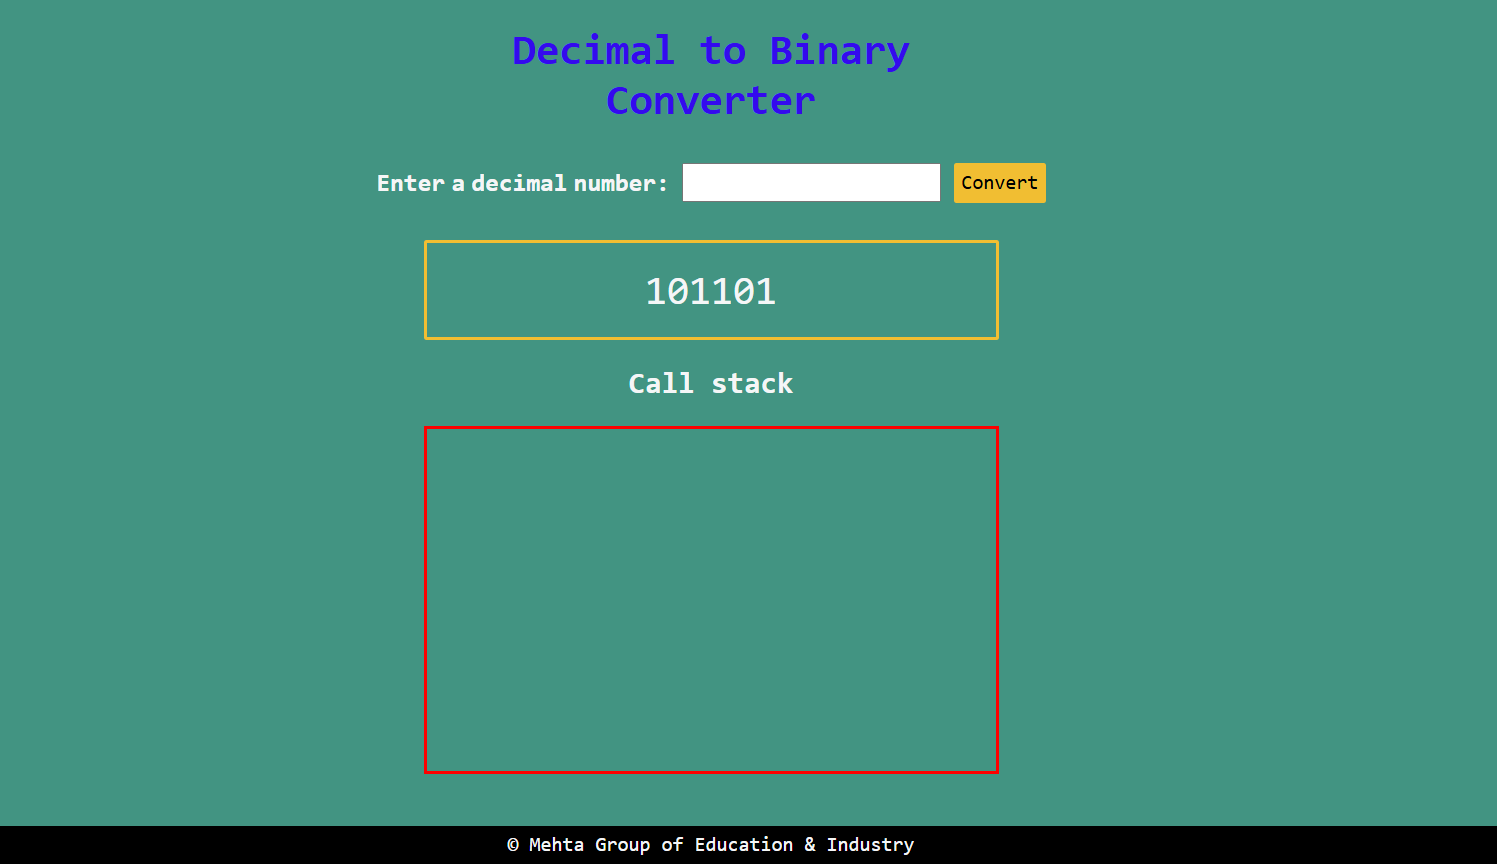 Decimal to Binary
Converter
Enter a decimal number:
Convert
101101
Call stack
© Mehta Group of Education & Industry